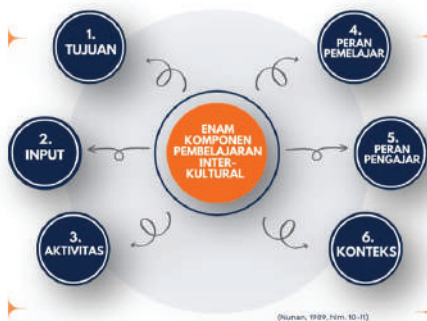 1.
TUJUAN
2.
INPUT
3.
AKTIVITAS
ENAM
KOMPONEN
PEMBELAJARAN
INTER-
KULTURAL
4.
PERAN
PEMELAJAR
5.
PERAN
PENGAJAR
6.
KONTEKS
(Nunan, 1989, hlm. 10-11)